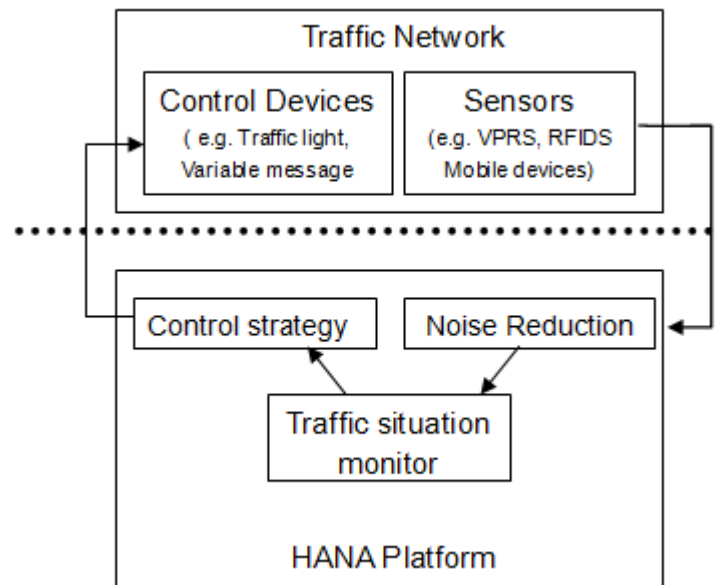 Traffic Network
Control Devices
( e.g. Traffic light,
Variable message
Sensors
(e.g. VPRS, RFIDS
Mobile devices)
Control strategy
Noise Reduction
Traffic situation
monitor
HANA Platform